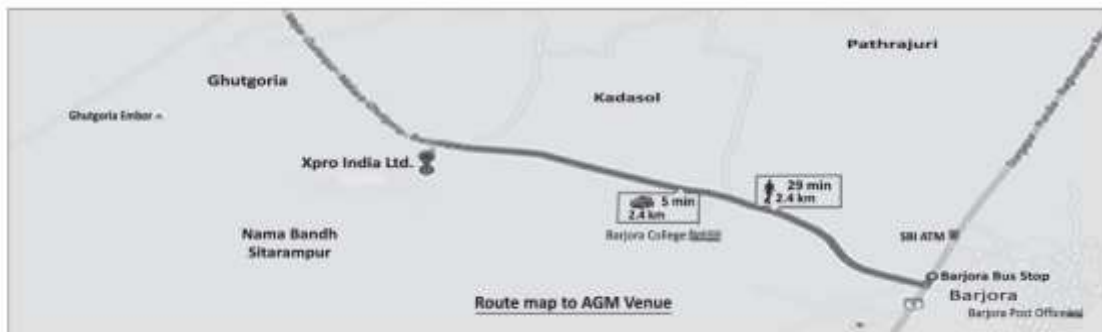 Pathrajuri
Ghutgoria
Kadasol
Ghutgoria Embor
Xpro India Ltd.
29 min
2.4 km
5 min
2.4 km
Barjora College
Nama Bandh
Sitarampur
SBI ATM
Barjora Bus Stop
Barjora
Barjora Post Office
Route map to AGM Venue